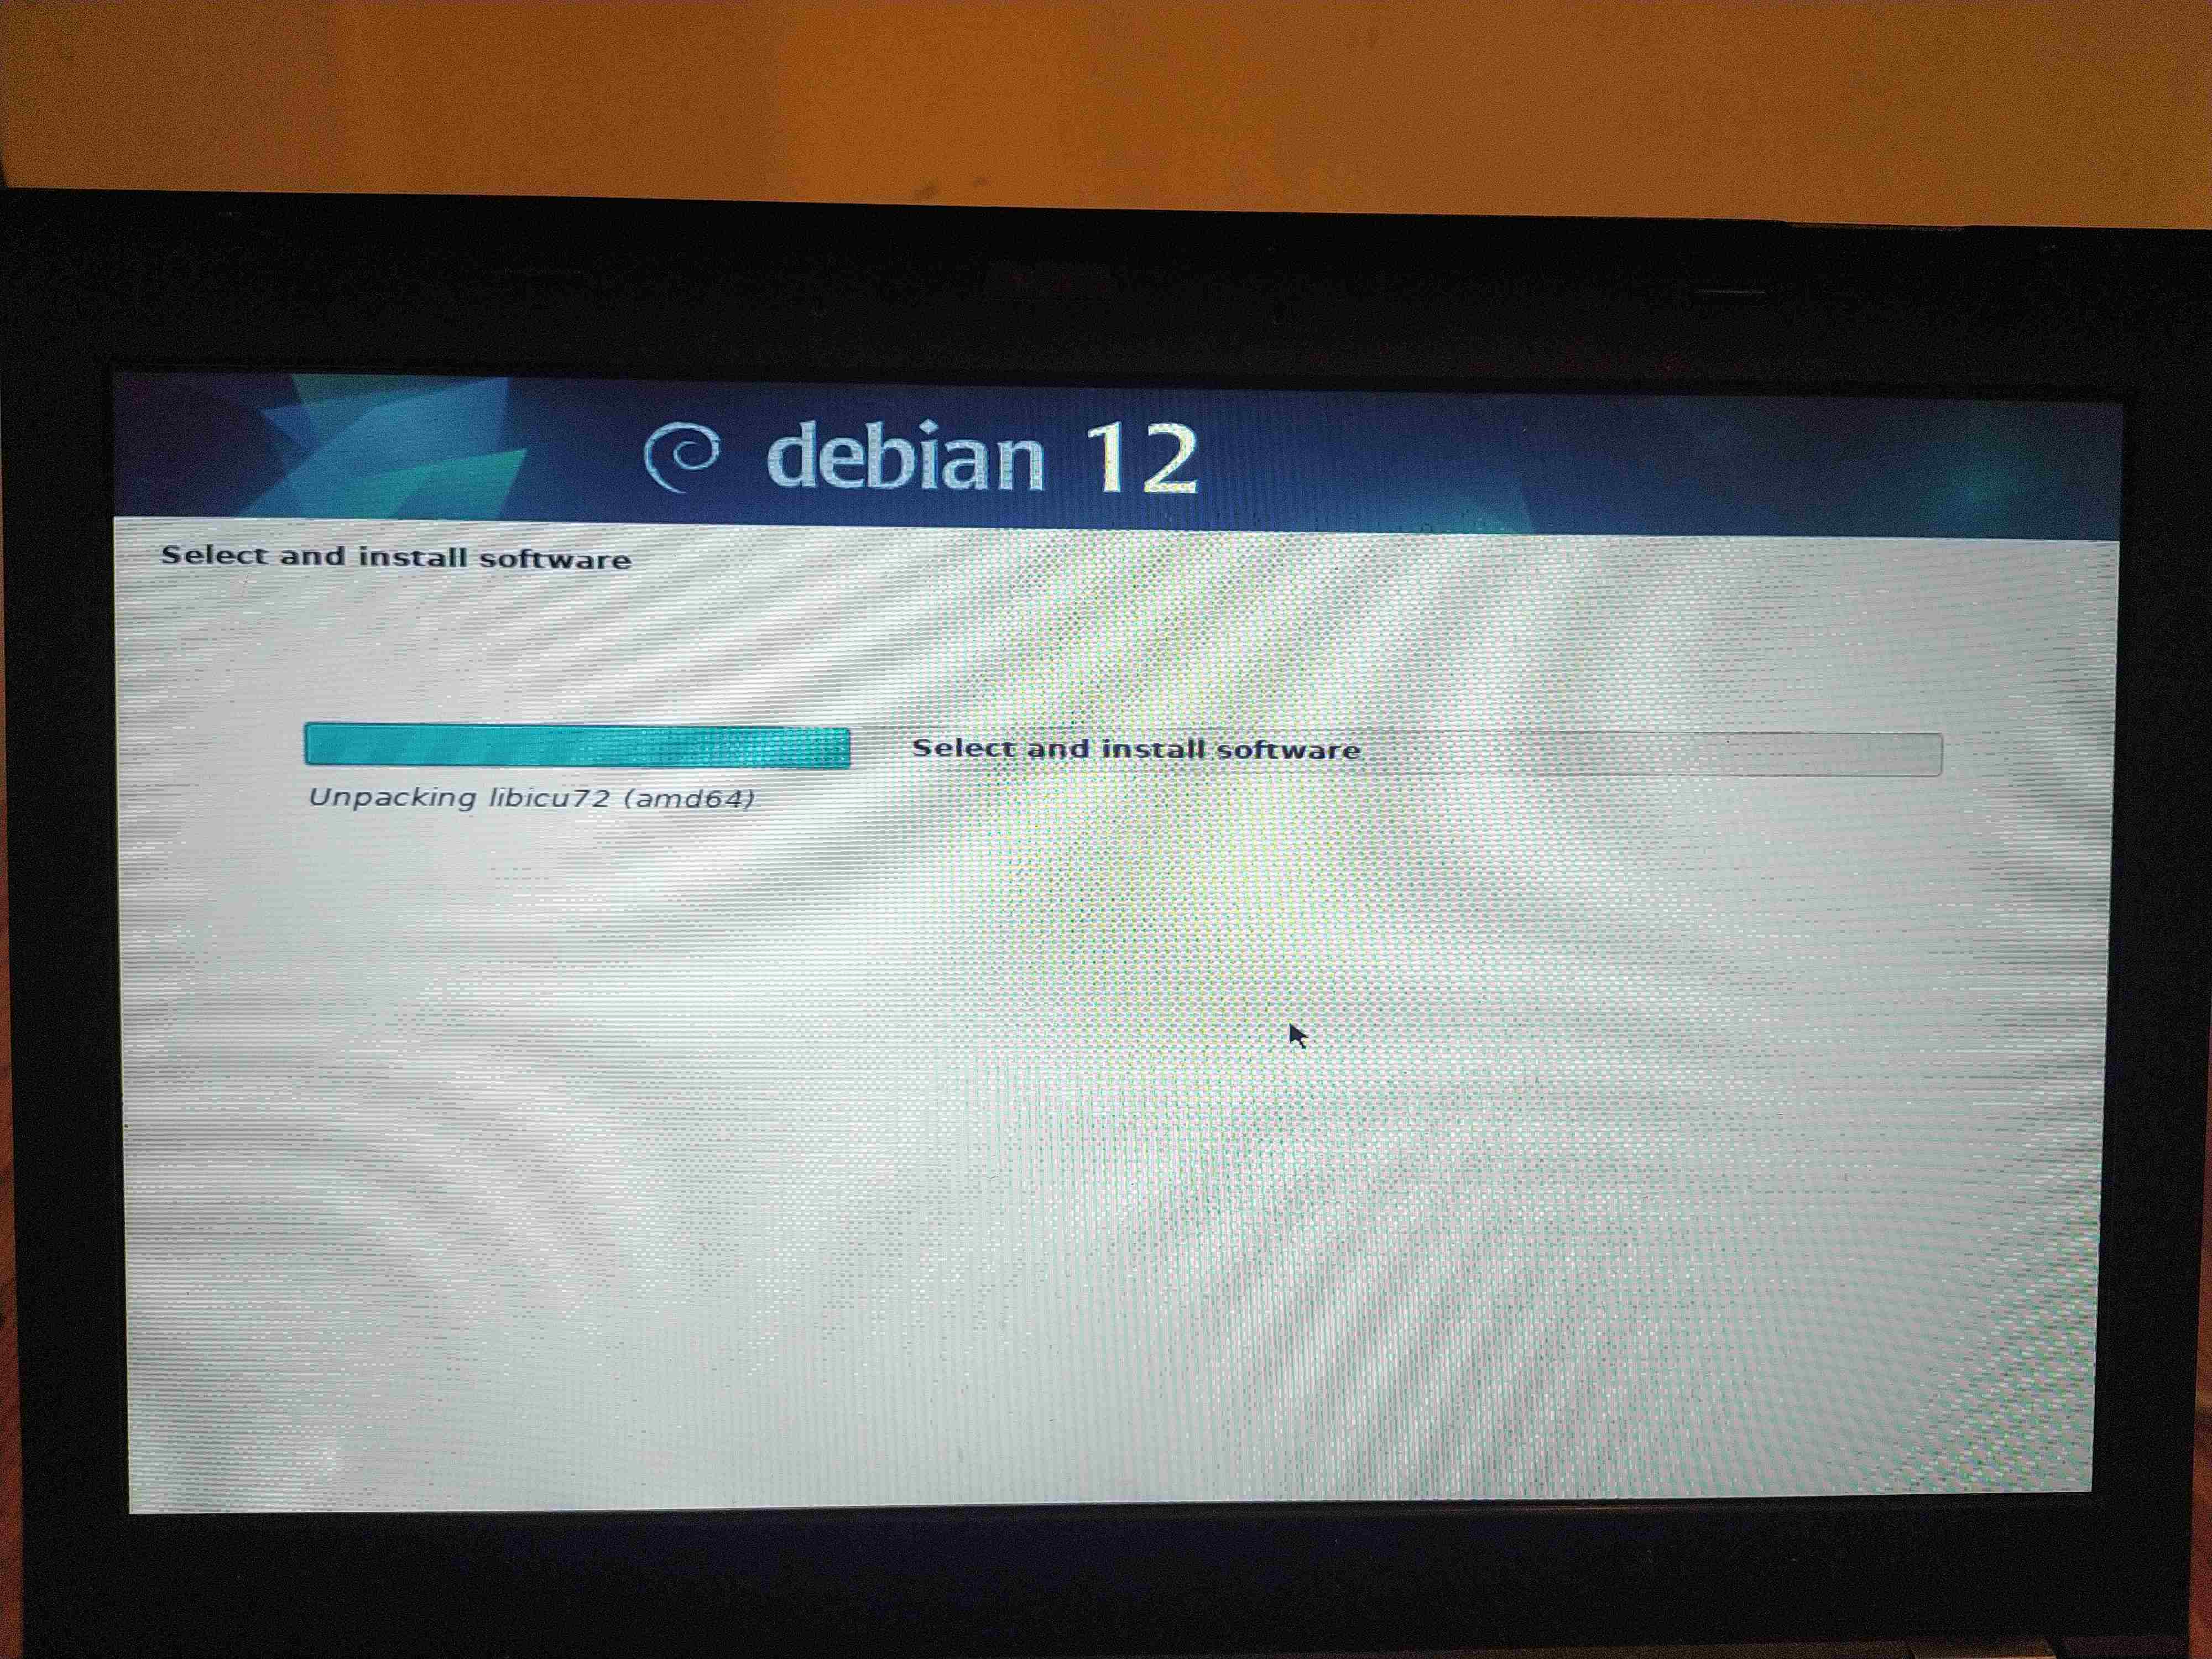 debian 12
Select and install software
Select and install software
Unpacking libicu72 (amd64)